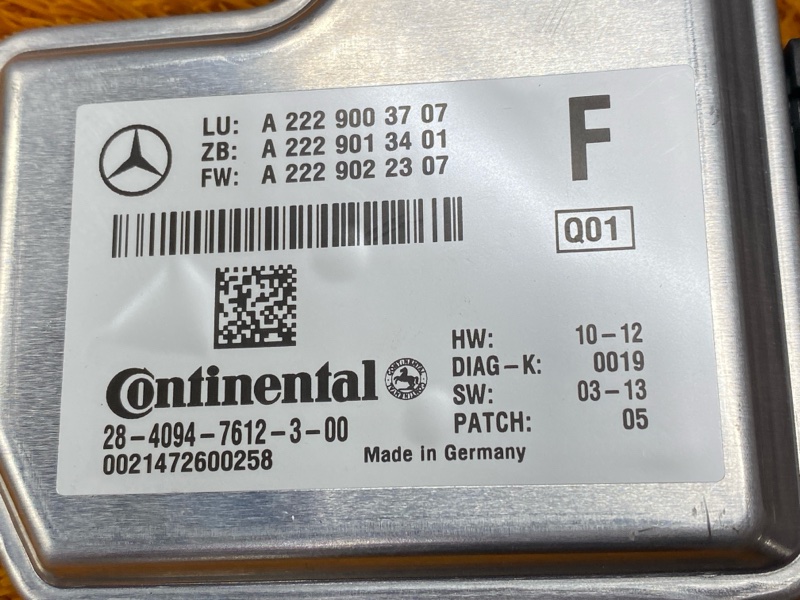 LU: A 222 900 37 07
ZB: A 222 901 34 01
FW: A 222 902 23 07
F
Q01
Continental
28-4094-7612-3-00
0021472600258
HW: 10-12
DIAG-K: 0019
SW: 03-13
PATCH: 05
Made in Germany